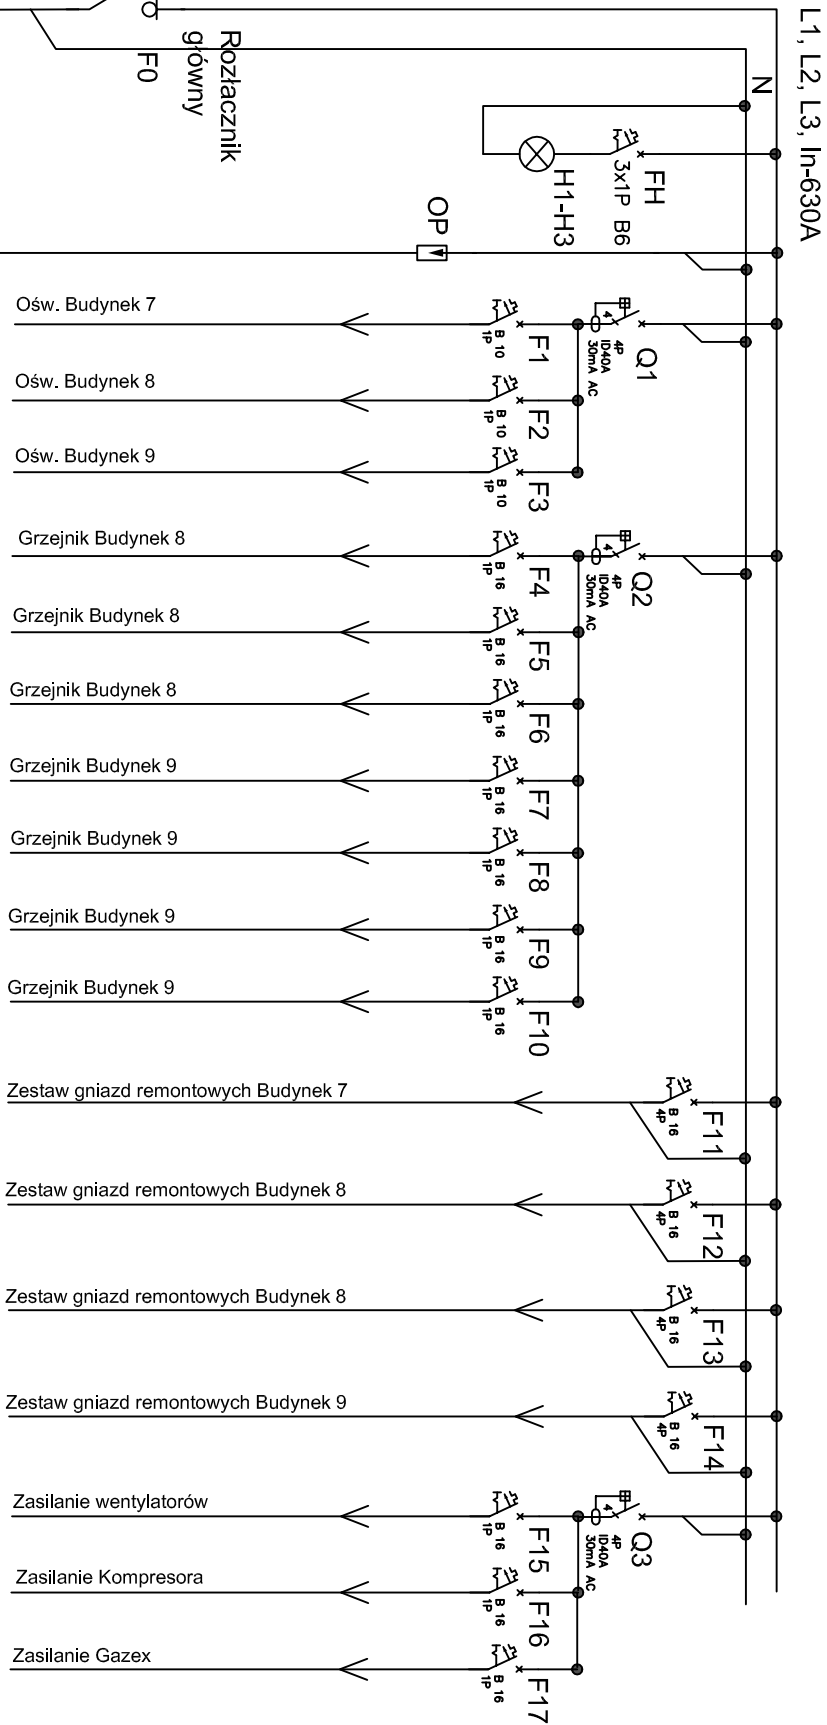 L1, L2, L3, In-630A
N
Rozłacznik
główny
F0
FH
3x1P B6
H1-H3
OP
Q1
4P
ID40A
30mA AC
Ośw. Budynek 7
F1
B 10
1P
Ośw. Budynek 8
F2
B 10
1P
Ośw. Budynek 9
F3
B 10
1P
Q2
4P
ID40A
30mA AC
Grzejnik Budynek 8
F4
B 16
1P
Grzejnik Budynek 8
F5
B 16
1P
Grzejnik Budynek 8
F6
B 16
1P
Grzejnik Budynek 9
F7
B 16
1P
Grzejnik Budynek 9
F8
B 16
1P
Grzejnik Budynek 9
F9
B 16
1P
Grzejnik Budynek 9
F10
B 16
1P
Zestaw gniazd remontowych Budynek 7
F11
B 16
4P
Zestaw gniazd remontowych Budynek 8
F12
B 16
4P
Zestaw gniazd remontowych Budynek 8
F13
B 16
4P
Zestaw gniazd remontowych Budynek 9
F14
B 16
4P
Q3
4P
ID40A
30mA AC
Zasilanie wentylatorów
F15
B 16
1P
Zasilanie Kompresora
F16
B 16
1P
Zasilanie Gazex
F17
B 16
1P